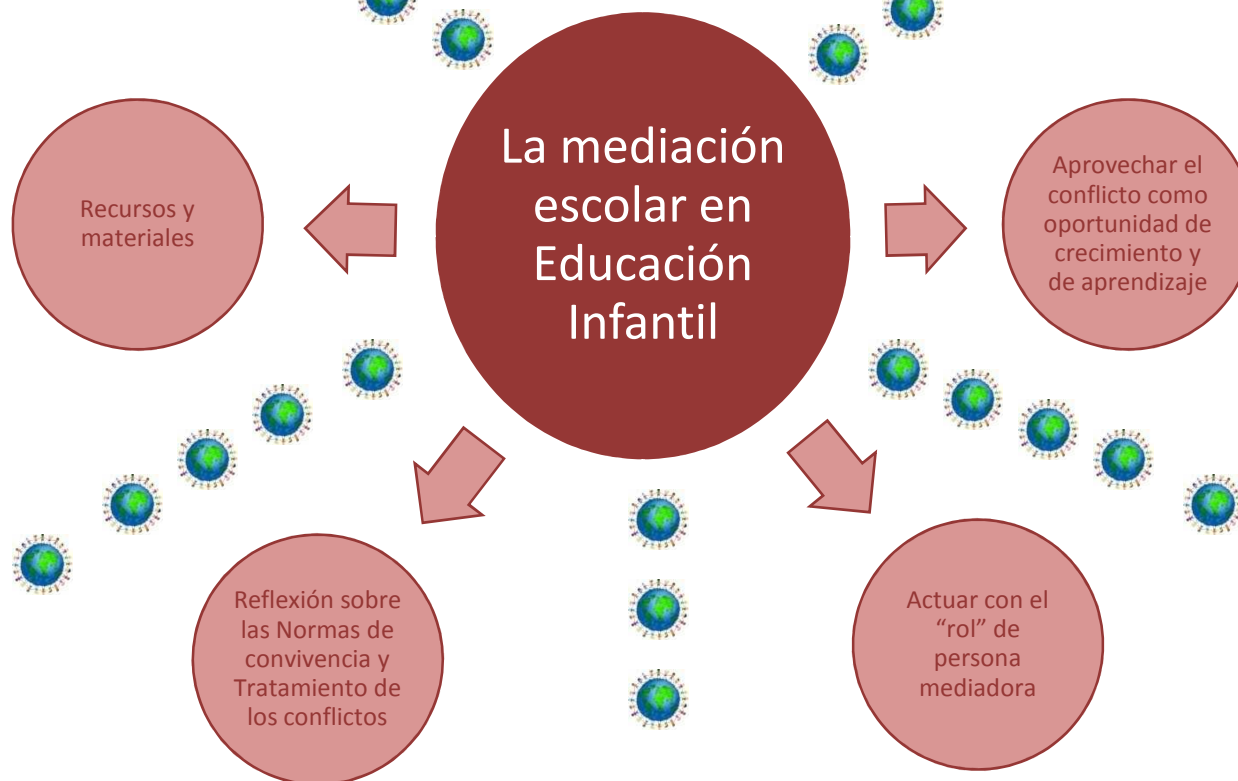 La mediación
escolar en
Educación
Infantil
Recursos y
materiales
Aprovechar el
conflicto como
oportunidad de
crecimiento y
de aprendizaje
Reflexión sobre
las Normas de
convivencia y
Tratamiento de
los conflictos
Actuar con el
“rol” de
persona
mediadora